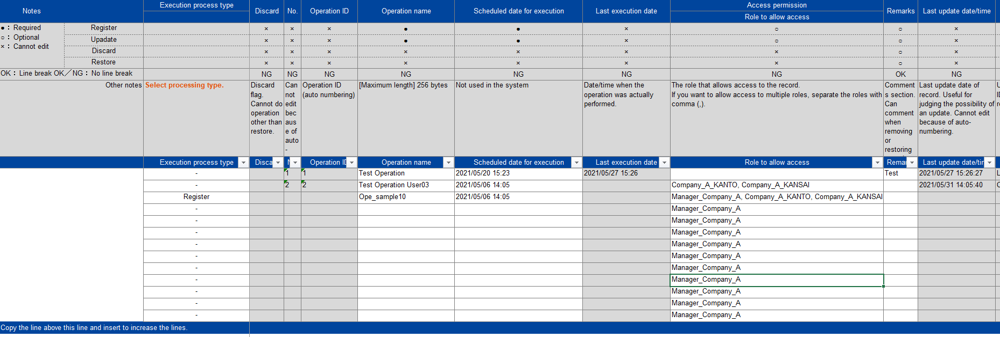 Notes	Execution process type	Discard	No.	Operation ID	Operation name	Scheduled date for execution	Last execution date	Access permission	Remarks	Last update date/time
Role to allow access
●： Required	Register		×	×	×	●	●	×	○	○	×
○： Optional	Upadate		×	×	×	●	●	×	○	○	×
×： Cannot edit	Discard		×	×	×	×	×	×	×	○	×
Restore		×	×	×	×	×	×	×	○	×
OK： Line break OK／NG： No line break		NG	NG	NG	NG	NG	NG	NG	OK	NG
Other notes
Select processing type.
Discard
flag.
Cannot do
operation
other than
restore.
Can
not
edit
bec
aus
e of
auto
-
Operation ID
(auto numbering)
[Maximum length] 256 bytes
Not used in the system
Date/time when the
operation was actually
performed.
The role that allows access to the record.
If you want to allow access to multiple roles, separate the roles with
comma (,).
Comment
s section.
Can
comment
when
removing
or
restoring
Last update date of
record. Useful for
judging the possibility of
an update. Cannot edit
because of auto-
numbering.
Execution process type	Disca	N	Operation ID	Operation name	Scheduled date for execution	Last execution date	Role to allow access	Remar	Last update date/tir
-		1	1	Test Operation	2021/05/20 15:23	2021/05/27 15:26		Test	2021/05/27 15:26:27
-		2	2	Test Operation User03	2021/05/06 14:05		Company_A_KANTO, Company_A_KANSAI		2021/05/31 14:05:40
Register				Ope_sample10	2021/05/06 14:05		Manager_Company_A, Company_A_KANTO, Company_A_KANSAI
-	Manager_Company_A
-	Manager_Company_A
-	Manager_Company_A
-	Manager_Company_A
-	Manager_Company_A
-	Manager_Company_A
-	Manager_Company_A
-	Manager_Company_A
-	Manager_Company_A
-	Manager_Company_A
Copy the line above this line and insert to increase the lines.